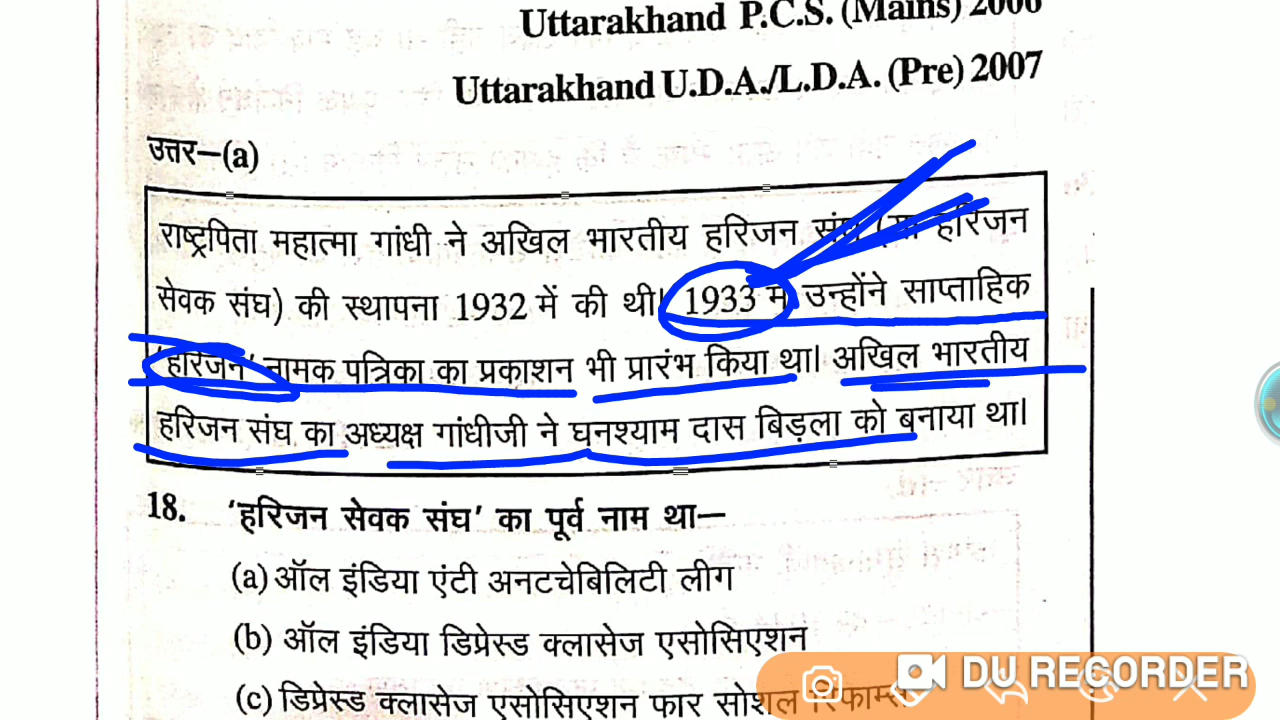 Uttarakhand P.C.S. (Mains) 2006
Uttarakhand U.D.A./L.D.A. (Pre) 2007
उत्तर—(a)
राष्ट्रपिता महात्मा गांधी ने अखिल भारतीय हरिजन संघ (या हरिजन
सेवक संघ) की स्थापना 1932 में की थी। 1933 में उन्होंने साप्ताहिक
'हरिजन' नामक पत्रिका का प्रकाशन भी प्रारंभ किया था। अखिल भारतीय
हरिजन संघ का अध्यक्ष गांधीजी ने घनश्याम दास बिड़ला को बनाया था।
18. 'हरिजन सेवक संघ' का पूर्व नाम था—
(a) ऑल इंडिया एंटी अनटचेबिलिटी लीग
(b) ऑल इंडिया डिप्रेस्ड क्लासेज एसोसिएशन
(c) डिप्रेस्ड क्लासेज एसोसिएशन फार सोशल रिफार्म्स
DU RECORDER